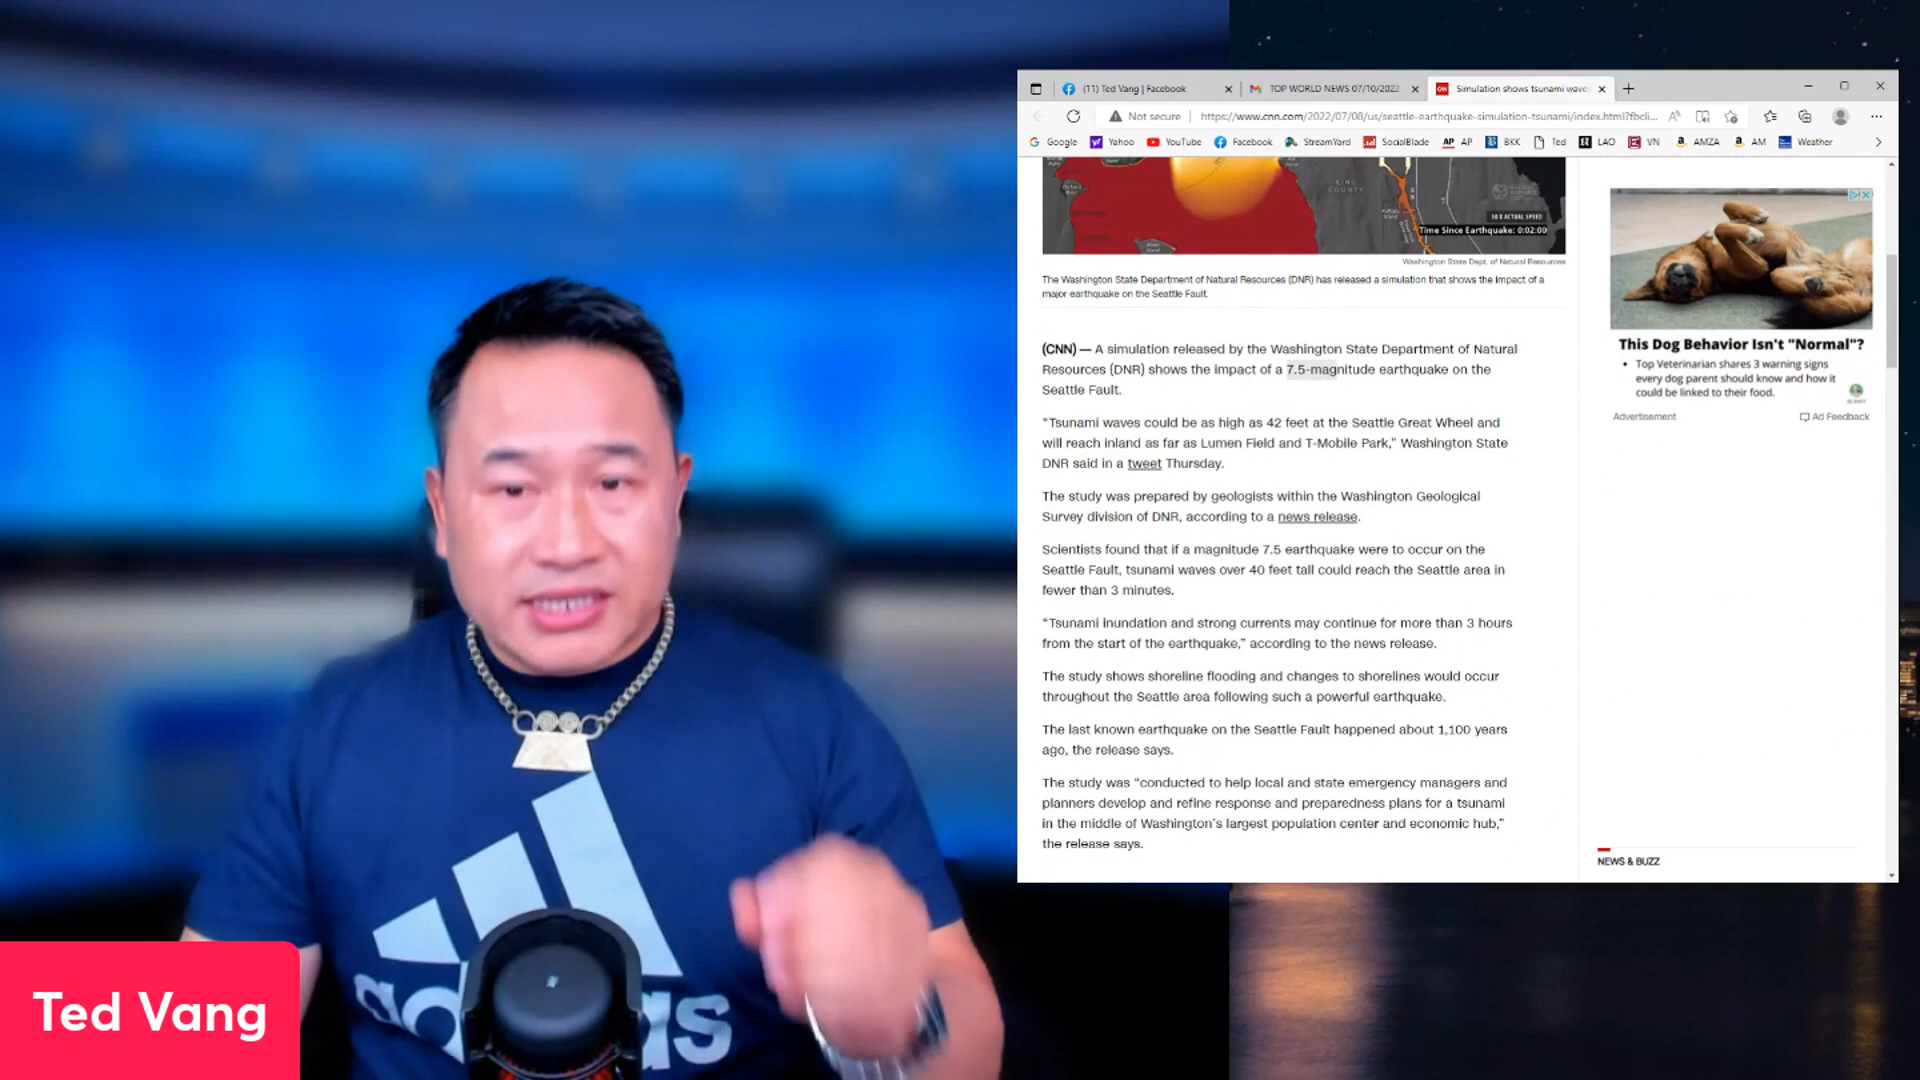 (11) Ted Vang | Facebook
TOP WORLD NEWS 07/10/2022
Simulation shows tsunami wave
Not secure
https://www.cnn.com/2022/07/08/us/seattle-earthquake-simulation-tsunami/index.html?fbcli...
Google
Yahoo
YouTube
Facebook
StreamYard
SocialBlade
AP AP
BKK
Ted
LAO
VN
AMZA
AM
Weather
KING
COUNTY
10 X ACTUAL SPEED
Time Since Earthquake: 0:02:00
Washington State Dept. of Natural Resources
The Washington State Department of Natural Resources (DNR) has released a simulation that shows the impact of a
major earthquake on the Seattle Fault.
(CNN) — A simulation released by the Washington State Department of Natural
Resources (DNR) shows the impact of a 7.5-magnitude earthquake on the
Seattle Fault.
“Tsunami waves could be as high as 42 feet at the Seattle Great Wheel and
will reach inland as far as Lumen Field and T-Mobile Park,” Washington State
DNR said in a tweet Thursday.
The study was prepared by geologists within the Washington Geological
Survey division of DNR, according to a news release.
Scientists found that if a magnitude 7.5 earthquake were to occur on the
Seattle Fault, tsunami waves over 40 feet tall could reach the Seattle area in
fewer than 3 minutes.
“Tsunami inundation and strong currents may continue for more than 3 hours
from the start of the earthquake,” according to the news release.
The study shows shoreline flooding and changes to shorelines would occur
throughout the Seattle area following such a powerful earthquake.
The last known earthquake on the Seattle Fault happened about 1,100 years
ago, the release says.
The study was “conducted to help local and state emergency managers and
planners develop and refine response and preparedness plans for a tsunami
in the middle of Washington's largest population center and economic hub,”
the release says.
This Dog Behavior Isn't "Normal"?
• Top Veterinarian shares 3 warning signs
every dog parent should know and how it
could be linked to their food.
Advertisement
Ad Feedback
NEWS & BUZZ
adidas
Ted Vang